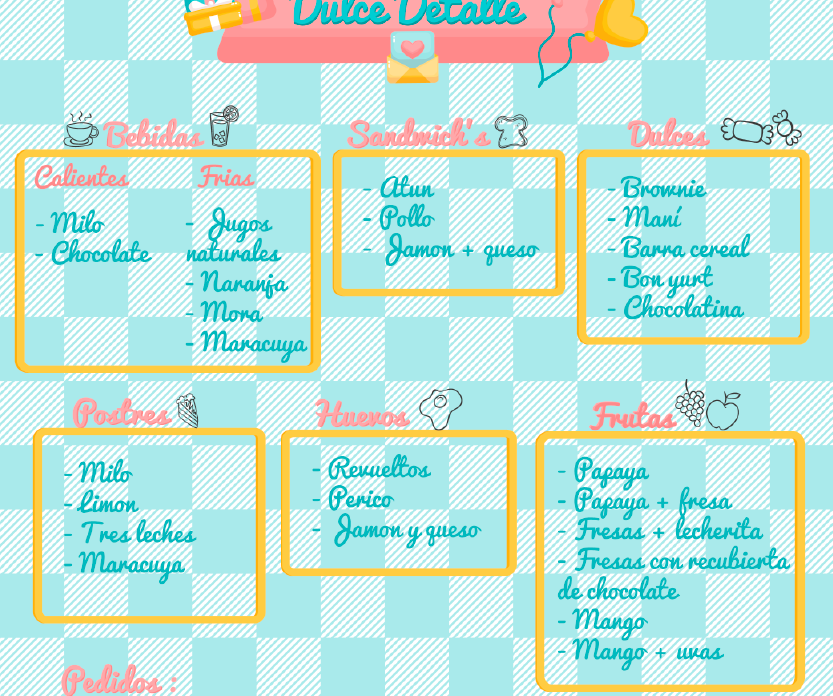 Dulce Detalle
Bebidas
Calientes
- Milo
- Chocolate
Frias
- Jugos
naturales
- Naranja
- Mora
- Maracuya
Sandwich's
- Atun
- Pollo
- Jamon + queso
Dulces
- Brownie
- Maní
- Barra cereal
- Bon yurt
- Chocolatina
Postres
- Milo
- Limon
- Tres leches
- Maracuya
Huevos
- Revueltos
- Perico
- Jamon y queso
Frutas
- Papaya
- Papaya + fresa
- Fresas + lecherita
- Fresas con recubierta
de chocolate
- Mango
- Mango + uvas
Pedidos :